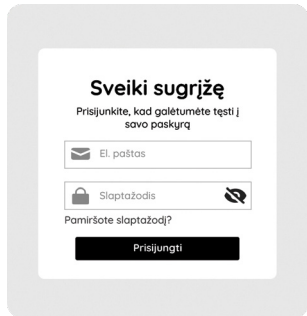 Sveiki sugrįžę
Prisijunkite, kad galėtumėte tęsti į
savo paskyrą
El. paštas
Slaptažodis
Pamiršote slaptažodį?
Prisijungti